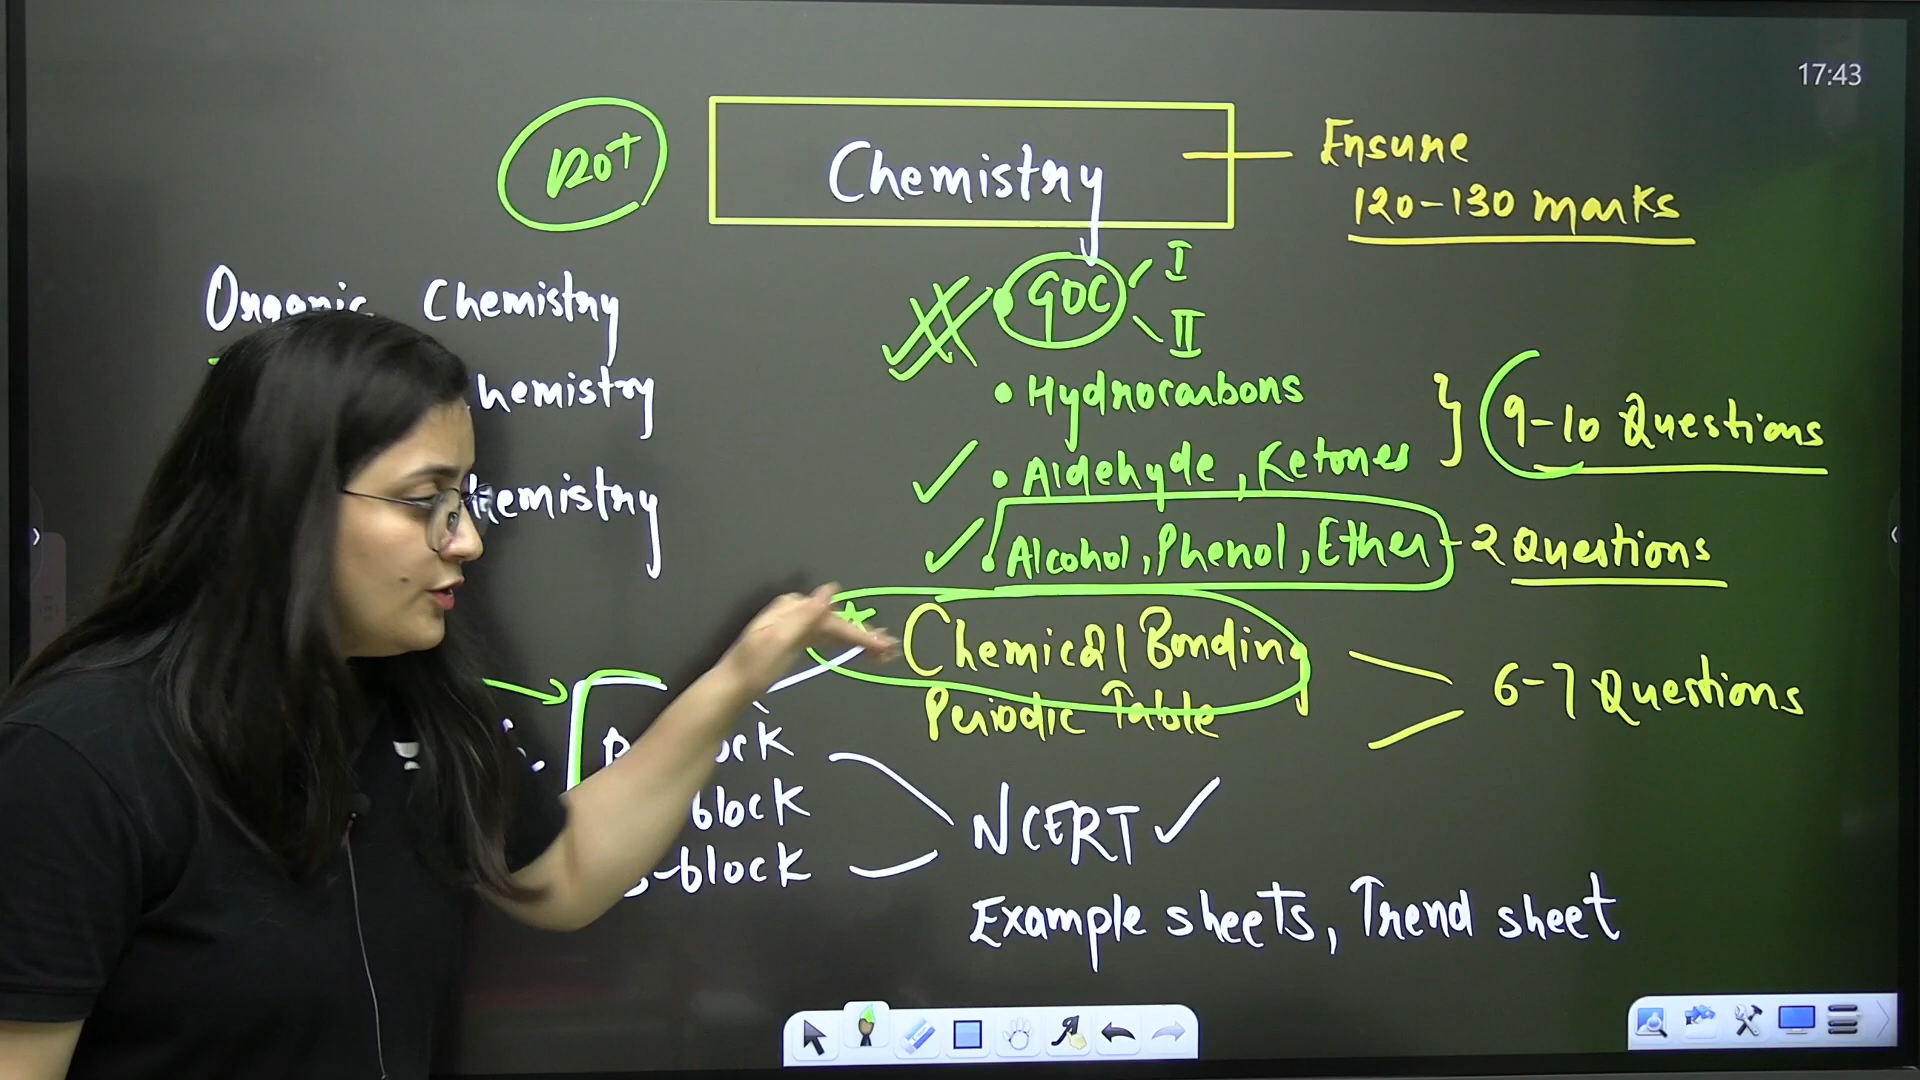 17:43
120+
Chemistry
Ensure
120-130 marks
Organic Chemistry
GOC
I
II
hemistry
• Hydrocarbons
9-10 Questions
• Aldehyde, Ketones
hemistry
• Alcohol, Phenol, Ether
2 Questions
Chemical Bonding
6-7 Questions
Periodic Table
ock
block
NCERT ✓
-block
Example sheets, Trend sheet